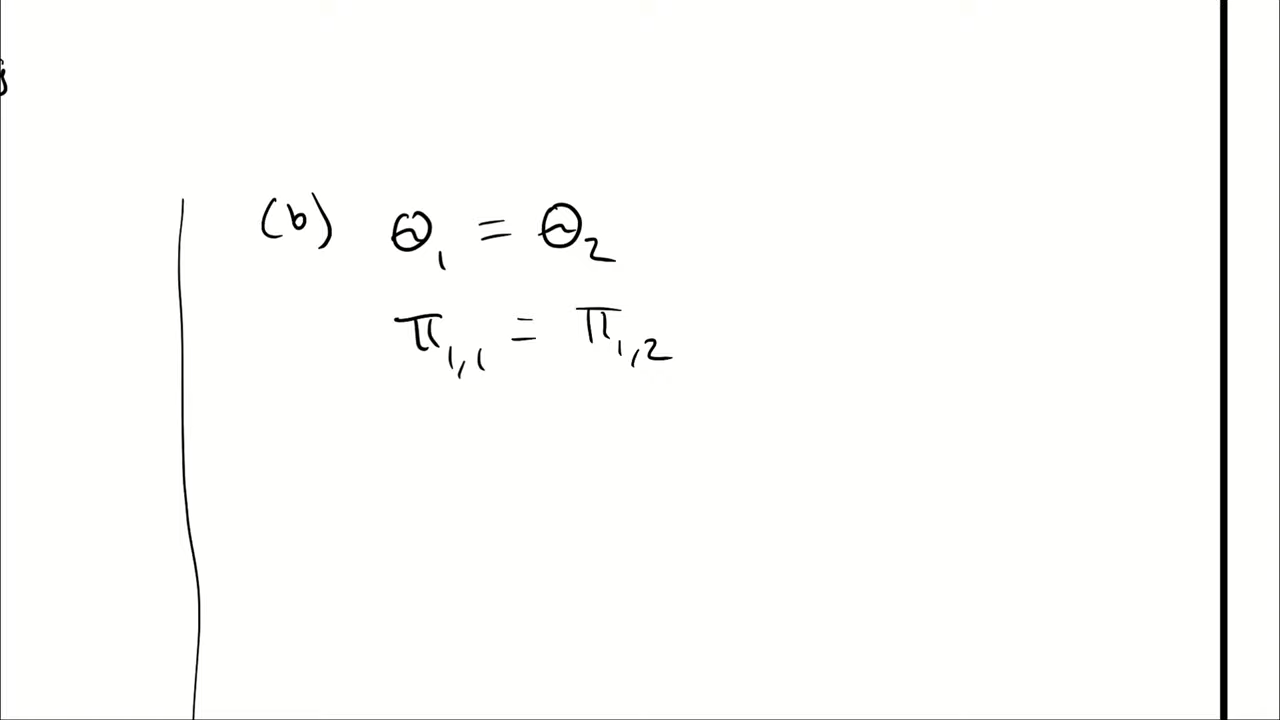 (b) Θ₁ = Θ₂
π₁,₁ = π₁,₂